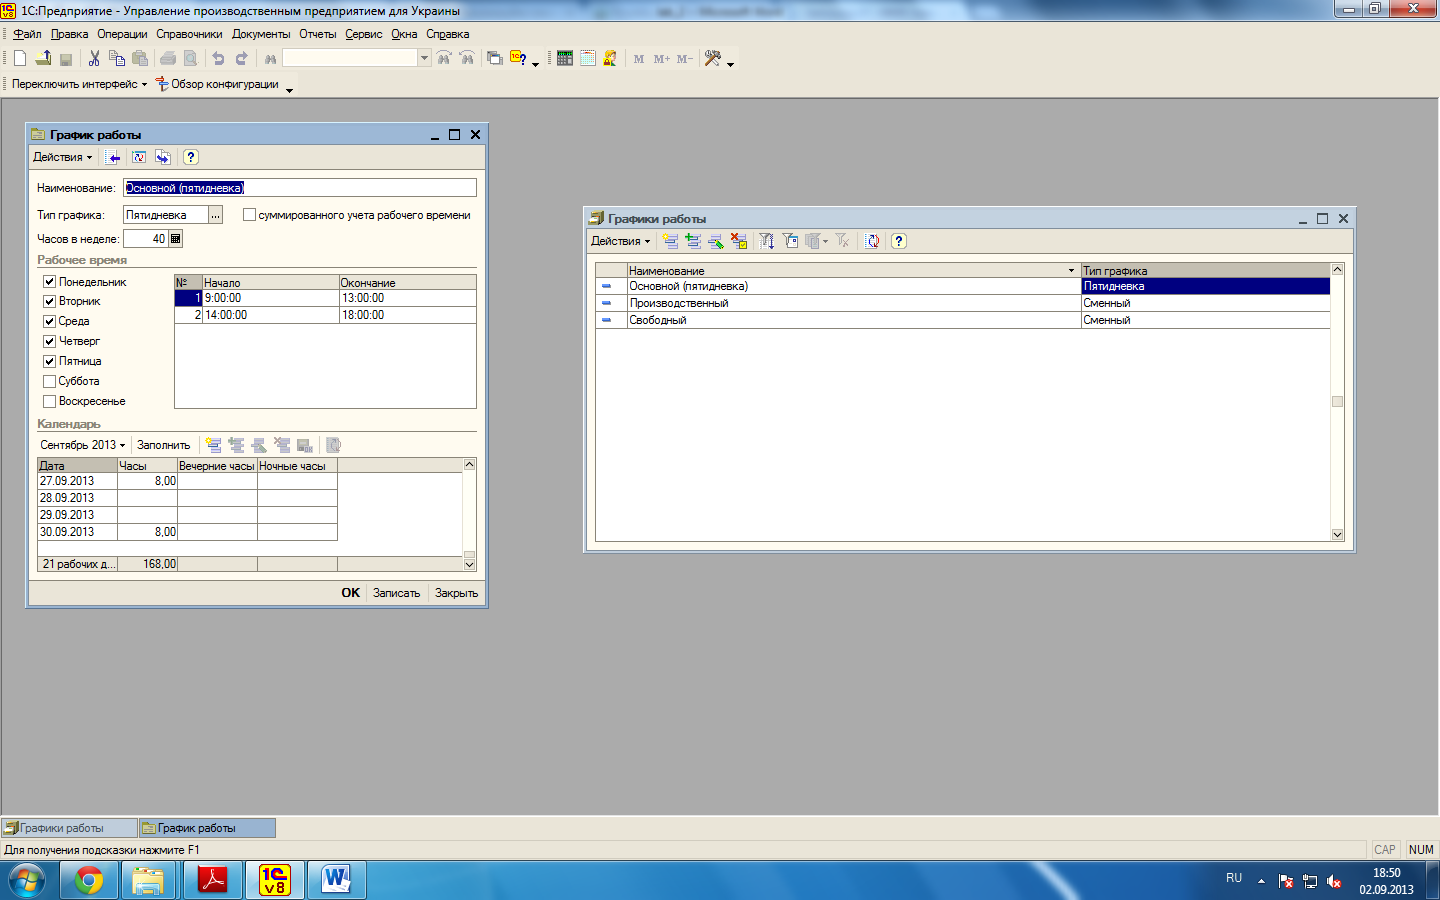 1С:Предприятие - Управление производственным предприятием для Украины
Файл Правка Операции Справочники Документы Отчеты Сервис Окна Справка
M M+ M-
Переключить интерфейс Обзор конфигурации
График работы
Действия
Наименование: Основной (пятидневка)
Тип графика: Пятидневка ... суммированного учета рабочего времени
Часов в неделе: 40
Рабочее время
Понедельник
Вторник
Среда
Четверг
Пятница
Суббота
Воскресенье
№ Начало Окончание
1 9:00:00 13:00:00
2 14:00:00 18:00:00
Календарь
Сентябрь 2013 Заполнить
Дата Часы Вечерние часы Ночные часы
27.09.2013 8,00
28.09.2013
29.09.2013
30.09.2013 8,00
21 рабочих д... 168,00
OK Записать Закрыть
Графики работы
Действия
Наименование Тип графика
Основной (пятидневка) Пятидневка
Производственный Сменный
Свободный Сменный
Графики работы График работы
Для получения подсказки нажмите F1
CAP NUM
RU
18:50
02.09.2013